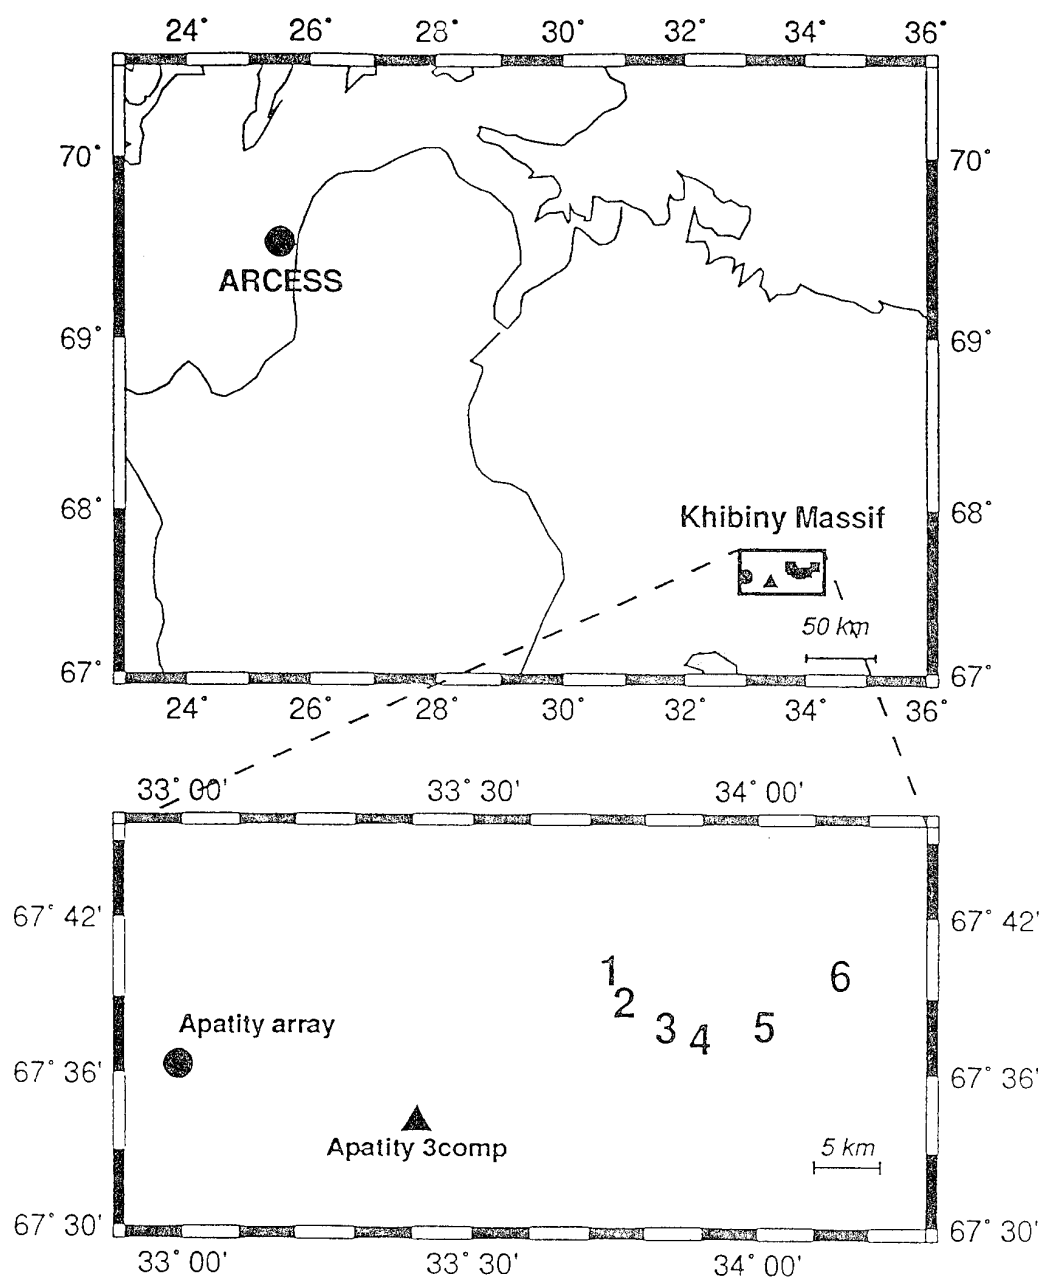 24° 26° 28° 30° 32° 34° 36°
70° 70°
ARCESS
69° 69°
68° 68°
Khibiny Massif
50 km
67° 67°
24° 26° 28° 30° 32° 34° 36°
33° 00' 33° 30' 34° 00'
67° 42' 67° 42'
1 6
2
3 4 5
Apatity array
67° 36' 67° 36'
Apatity 3comp
5 km
67° 30' 67° 30'
33° 00' 33° 30' 34° 00'